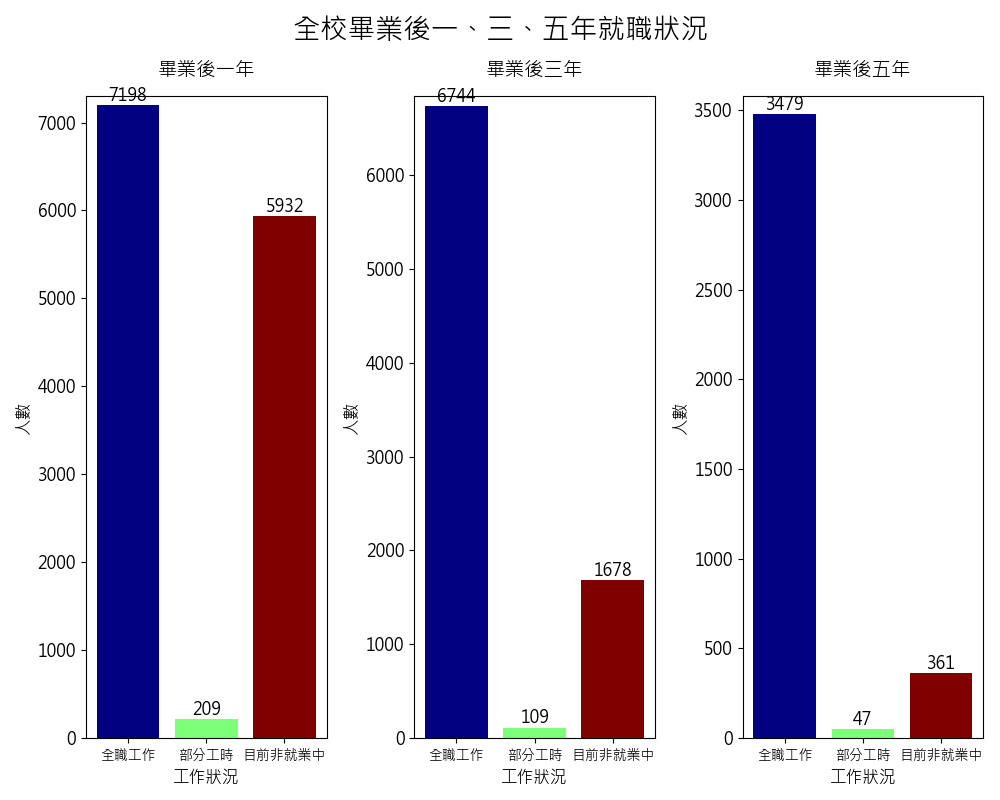 全校畢業後一、三、五年就職狀況
畢業後一年
7198
5932
209
7000
6000
5000
4000
3000
2000
1000
0
人數
全職工作 部分工時 目前非就業中
工作狀況
畢業後三年
6744
1678
109
6000
5000
4000
3000
2000
1000
0
人數
全職工作 部分工時 目前非就業中
工作狀況
畢業後五年
3479
361
47
3500
3000
2500
2000
1500
1000
500
0
人數
全職工作 部分工時 目前非就業中
工作狀況